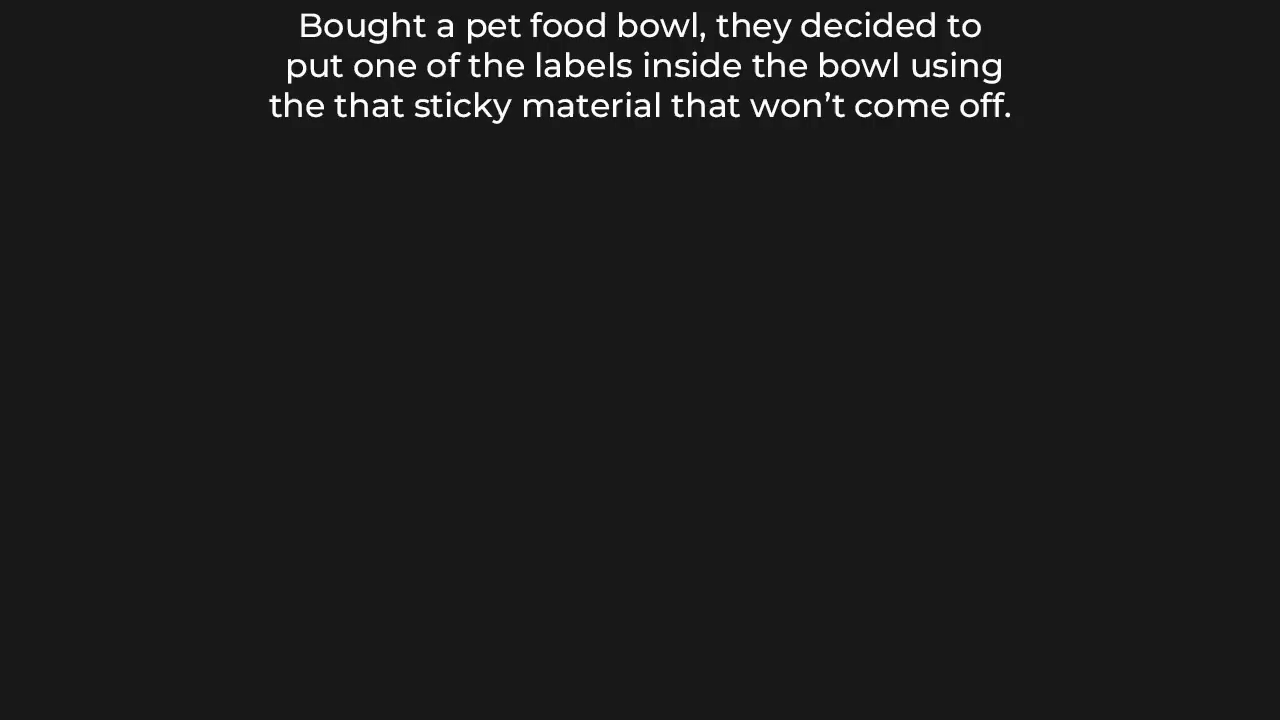 Bought a pet food bowl, they decided to
put one of the labels inside the bowl using
the that sticky material that won’t come off.